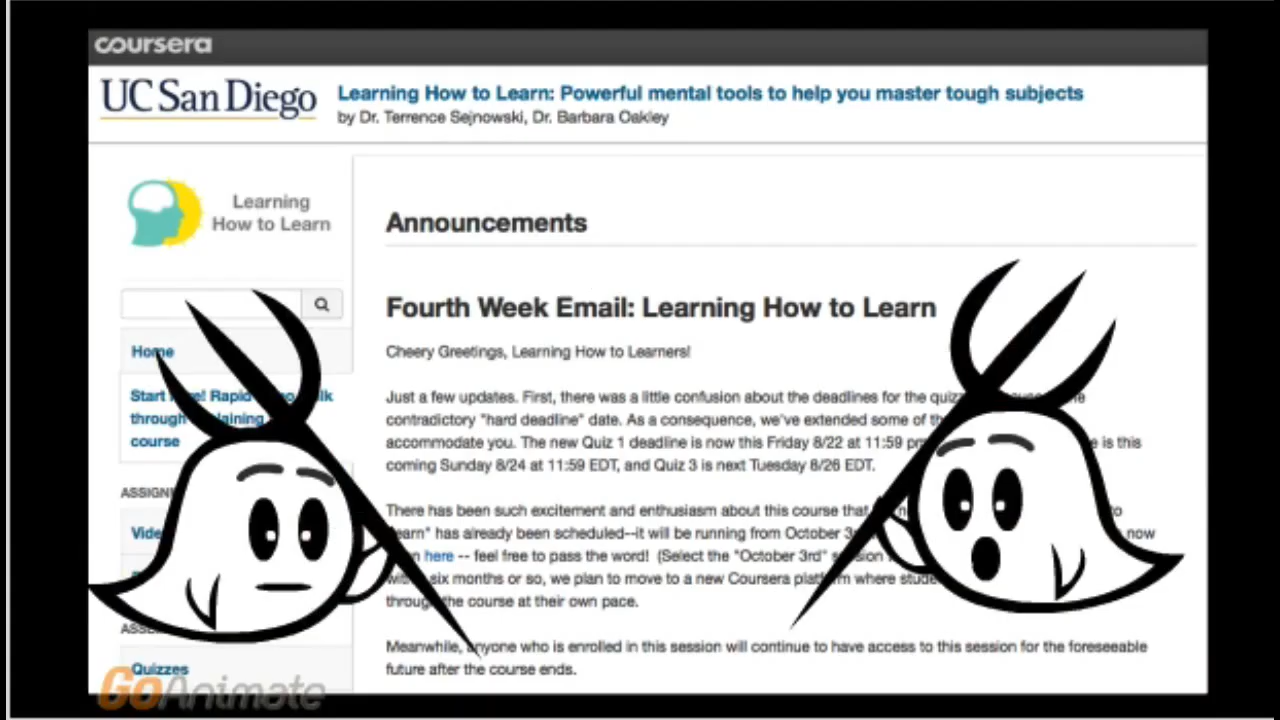 coursera
UC San Diego
Learning How to Learn: Powerful mental tools to help you master tough subjects
by Dr. Terrence Sejnowski, Dr. Barbara Oakley
Learning
How to Learn
Home
Start
Rapid
through
course
Quizzes
Announcements
Fourth Week Email: Learning How to Learn
Cheery Greetings, Learning How to Learners!
Just a few updates. First, there was a little confusion about the deadlines for the
contradictory "hard deadline" date. As a consequence, we've extended some of
accommodate you. The new Quiz 1 deadline is now this Friday 8/22 at 11:59 is this
coming Sunday 8/24 at 11:59 EDT, and Quiz 3 is next Tuesday 8/26 EDT.
There has been such excitement and enthusiasm about this course that to
has already been scheduled--it will be running from October now
here -- feel free to pass the word! (Select the "October 3rd"
six months or so, we plan to move to a new Coursera where
through the course at their own pace.
Meanwhile, anyone who is enrolled in this session will continue to have access to this session for the foreseeable
future after the course ends.
GoAnimate